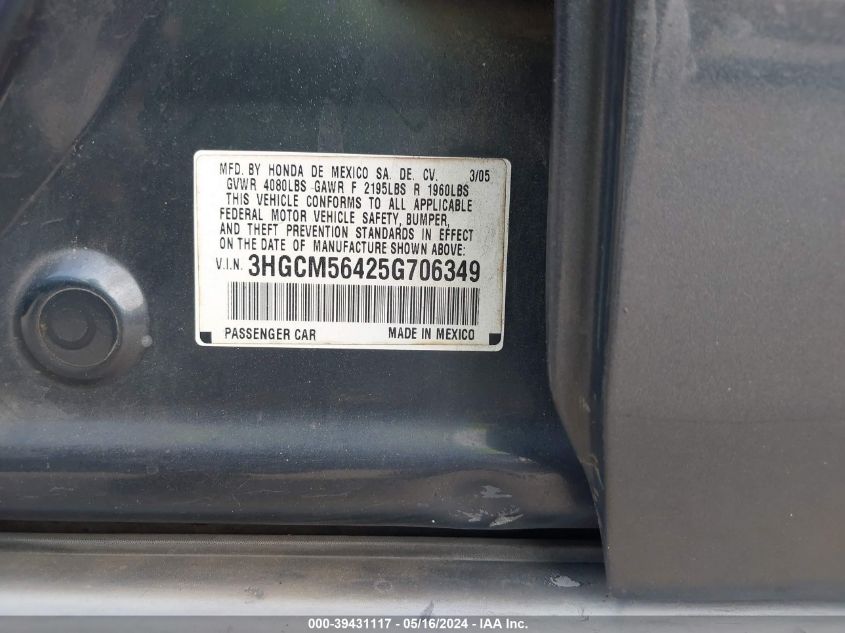 MFD. BY HONDA DE MEXICO SA. DE. CV. 3/05
GVWR 4080LBS GAWR F 2195LBS R 1960LBS
THIS VEHICLE CONFORMS TO ALL APPLICABLE
FEDERAL MOTOR VEHICLE SAFETY, BUMPER,
AND THEFT PREVENTION STANDARDS IN EFFECT
ON THE DATE OF MANUFACTURE SHOWN ABOVE:
V.I.N. 3HGCM56425G706349
PASSENGER CAR MADE IN MEXICO
000-39431117 - 05/16/2024 - IAA Inc.